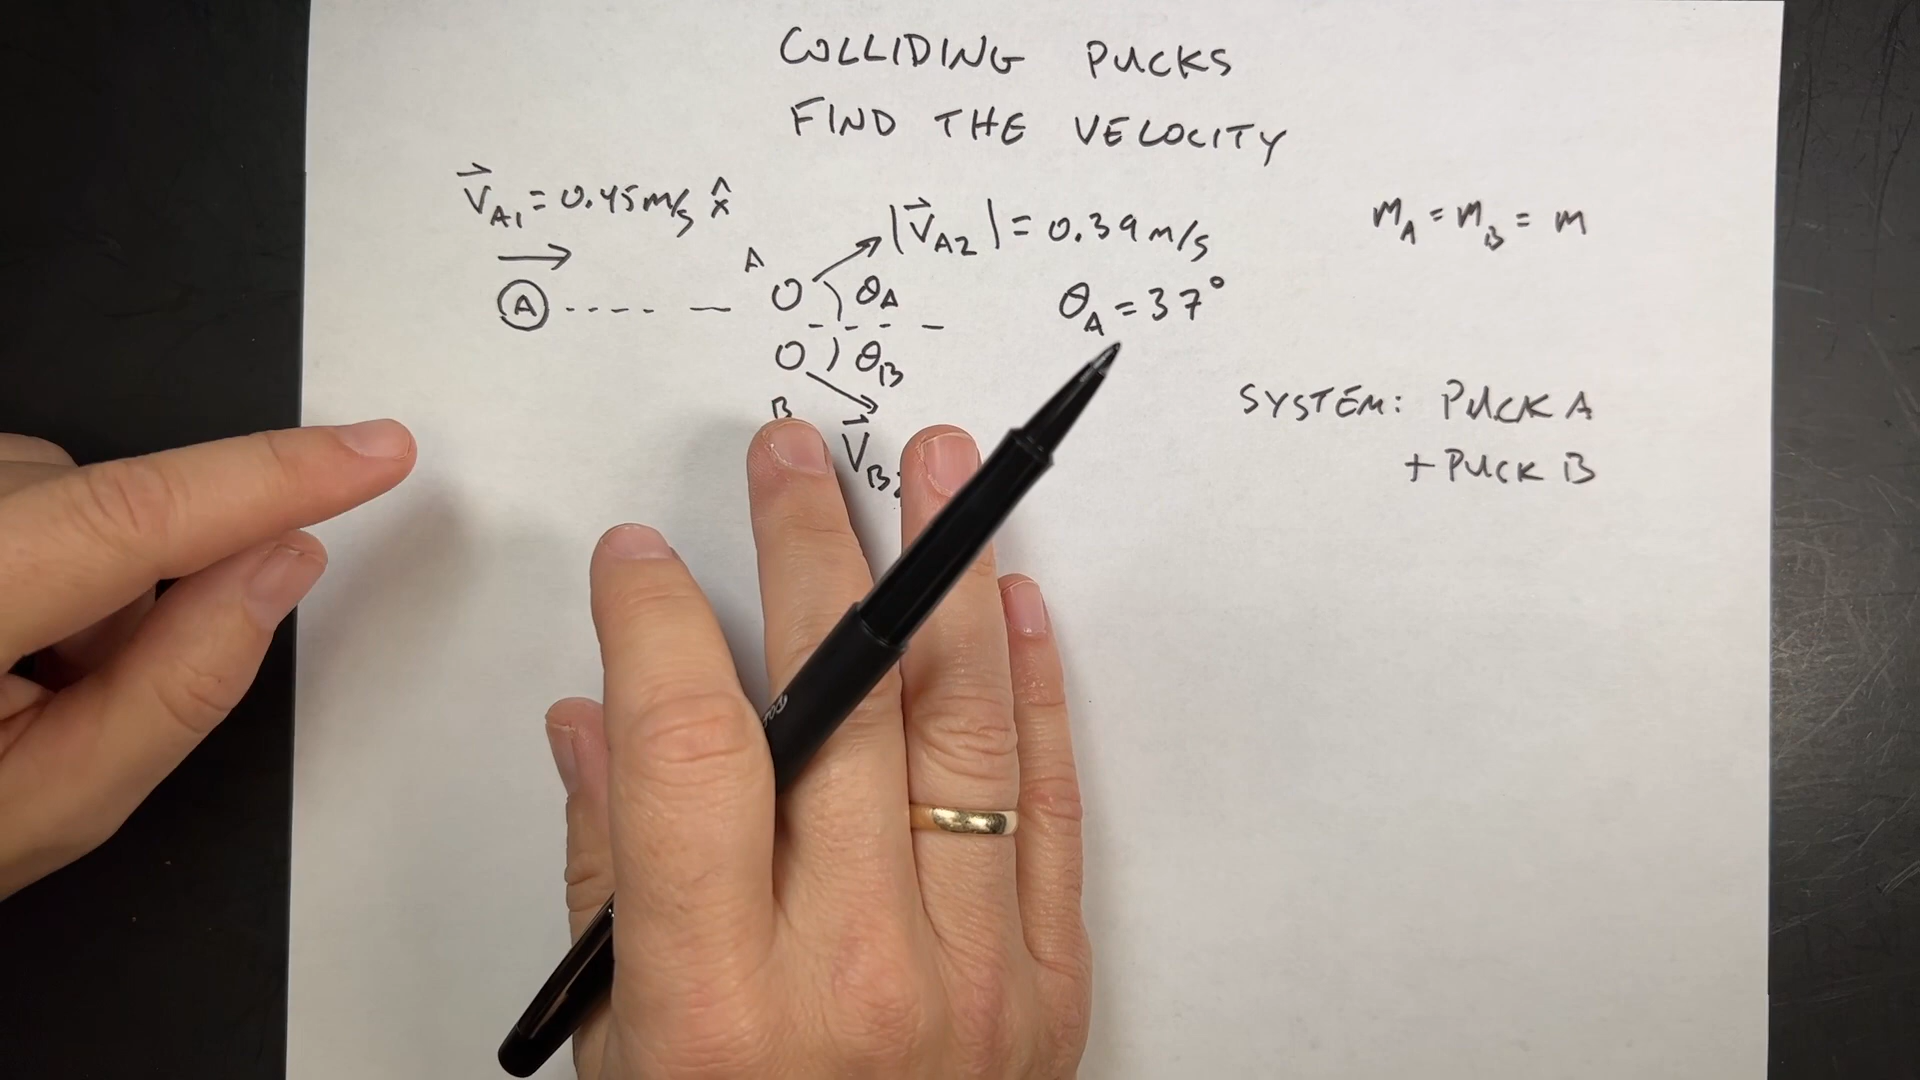 COLLIDING PUCKS
FIND THE VELOCITY
V⃗A1 = 0.45 m/s x̂
|V⃗A2| = 0.39 m/s
mA = mB = m
A
A
θA
θA = 37°
θB
B
V⃗B
SYSTEM: PUCK A
+ PUCK B